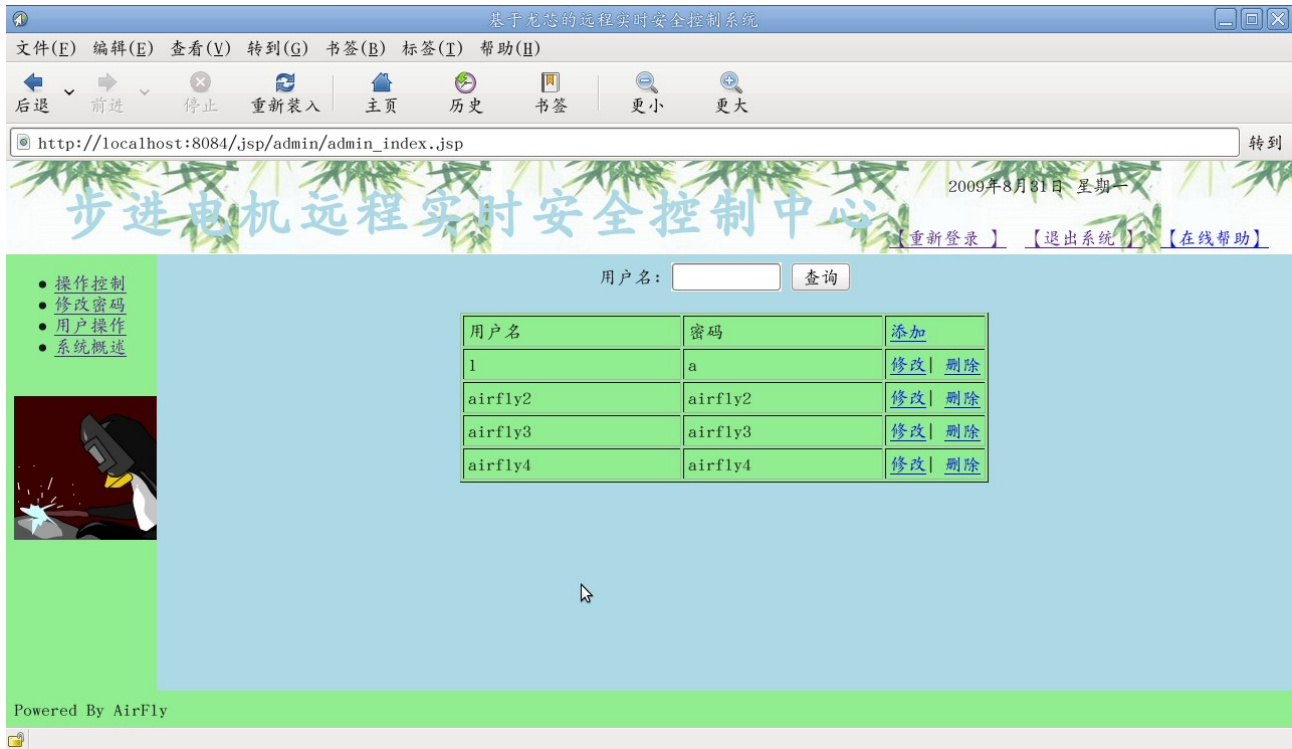 基于龙芯的远程实时安全控制系统
文件(F) 编辑(E) 查看(V) 转到(G) 书签(B) 标签(T) 帮助(H)
后退 前进 停止 重新装入 主页 历史 书签 更小 更大
http://localhost:8084/jsp/admin/admin_index.jsp 转到
步进电机远程实时安全控制中心
2009年8月31日 星期一
【重新登录 】 【退出系统 】 【在线帮助】
操作控制
修改密码
用户操作
系统概述
用户名: 查询
用户名 密码 添加
1 a 修改| 删除
airfly2 airfly2 修改| 删除
airfly3 airfly3 修改| 删除
airfly4 airfly4 修改| 删除
Powered By AirFly